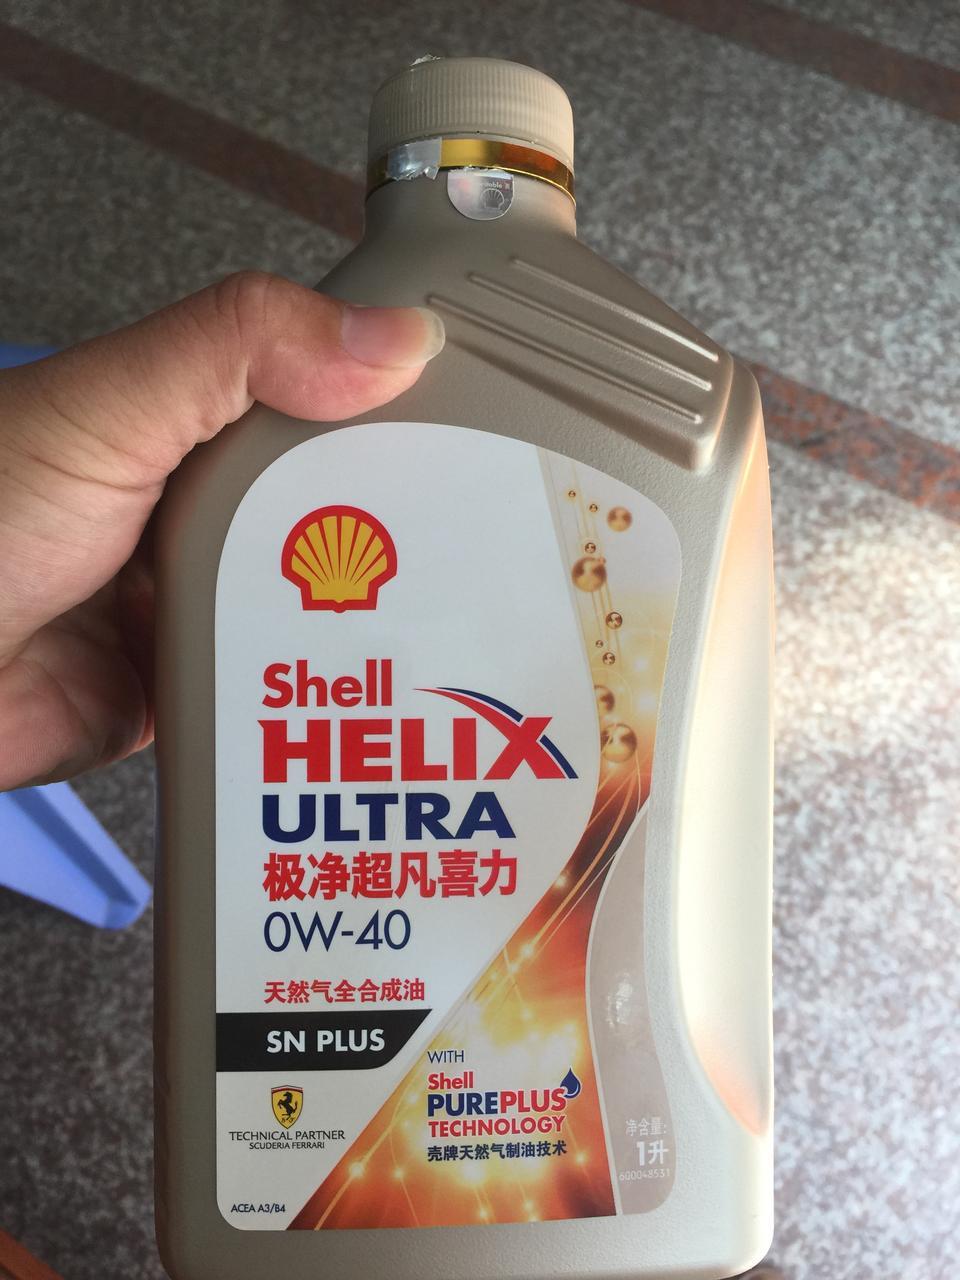 Shell
HELIX
ULTRA
极净超凡喜力
0W-40
天然气全合成油
SN PLUS
WITH
Shell
PUREPLUS
TECHNOLOGY
壳牌天然气制油技术
TECHNICAL PARTNER
SCUDERIA FERRARI
净含量:
1升
600048531
ACEA A3/B4